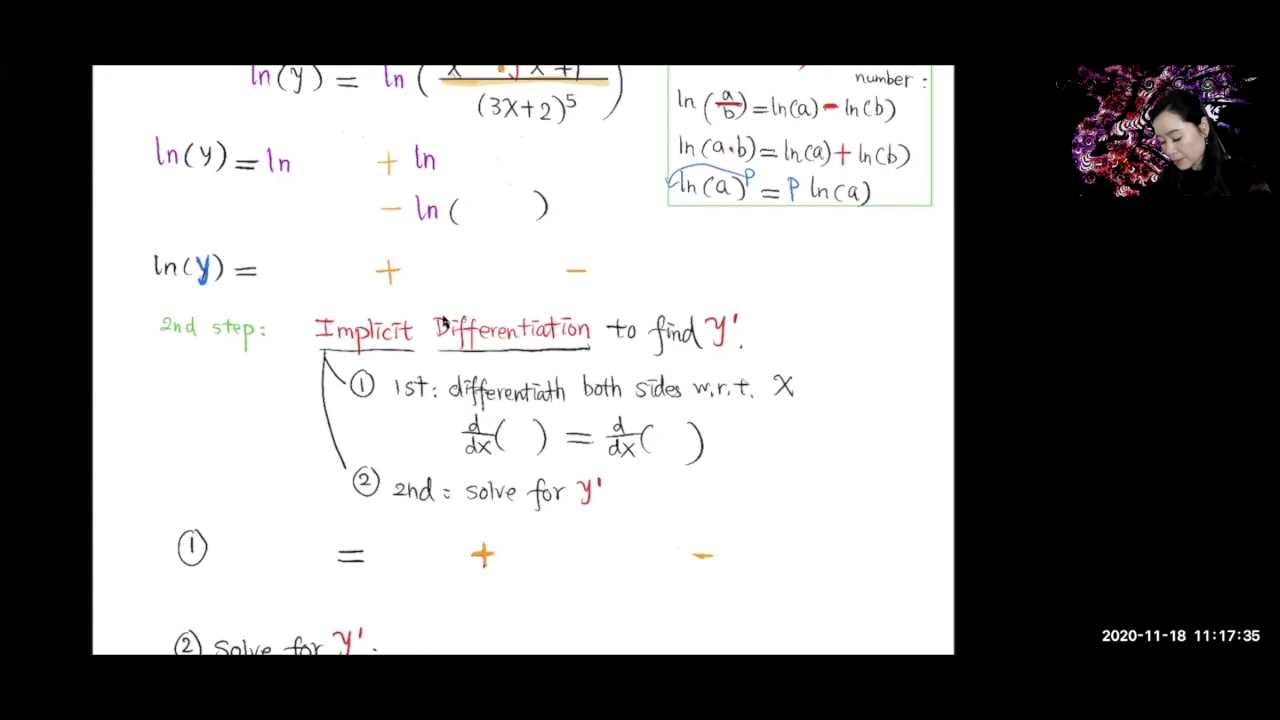 number :
ln(y) = ln( / (3x+2)^5 )
ln(a/b) = ln(a) - ln(b)
ln(a•b) = ln(a) + ln(b)
ln(a)^P = P ln(a)
ln(y) = ln + ln
- ln( )
ln(y) = + -
2nd step: Implicit Differentiation to find y'.
① 1st: differentiath both sides w.r.t. X
d/dx( ) = d/dx( )
② 2nd: solve for y'
① = + -
② Solve for y'.
2020-11-18 11:17:35